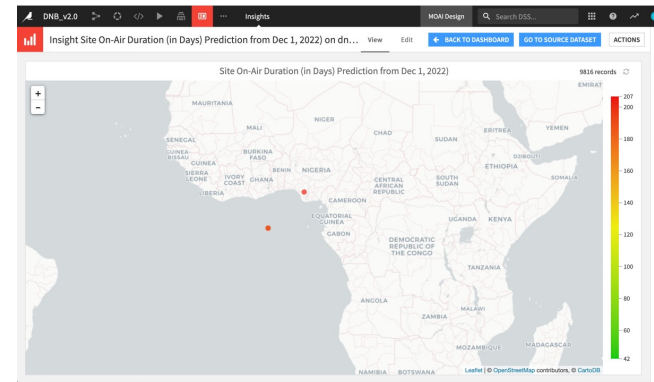 DNB_v2.0 ... Insights MOAI Design Search DSS...
Insight Site On-Air Duration (in Days) Prediction from Dec 1, 2022) on dn... View Edit ← BACK TO DASHBOARD GO TO SOURCE DATASET ACTIONS
Site On-Air Duration (in Days) Prediction from Dec 1, 2022)
9816 records
+
-
EMIRAT
MAURITANIA
NIGER
MALI
CHAD
SUDAN
ERITREA
YEMEN
SENEGAL
GUINEA
BISSAU
GUINEA
BURKINA
FASO
DJIBOUTI
SIERRA
LEONE
IVORY
COAST
GHANA
BENIN
NIGERIA
CENTRAL
AFRICAN
REPUBLIC
SOUTH
SUDAN
ETHIOPIA
SOMALIA
LIBERIA
CAMEROON
EQUATORIAL
GUINEA
GABON
UGANDA
KENYA
DEMOCRATIC
REPUBLIC OF
THE CONGO
TANZANIA
ANGOLA
ZAMBIA
MALAWI
MOZAMBIQUE
MADAGASCAR
NAMIBIA
BOTSWANA
207
200
180
160
140
120
100
80
60
42
Leaflet | © OpenStreetMap contributors, © CartoDB